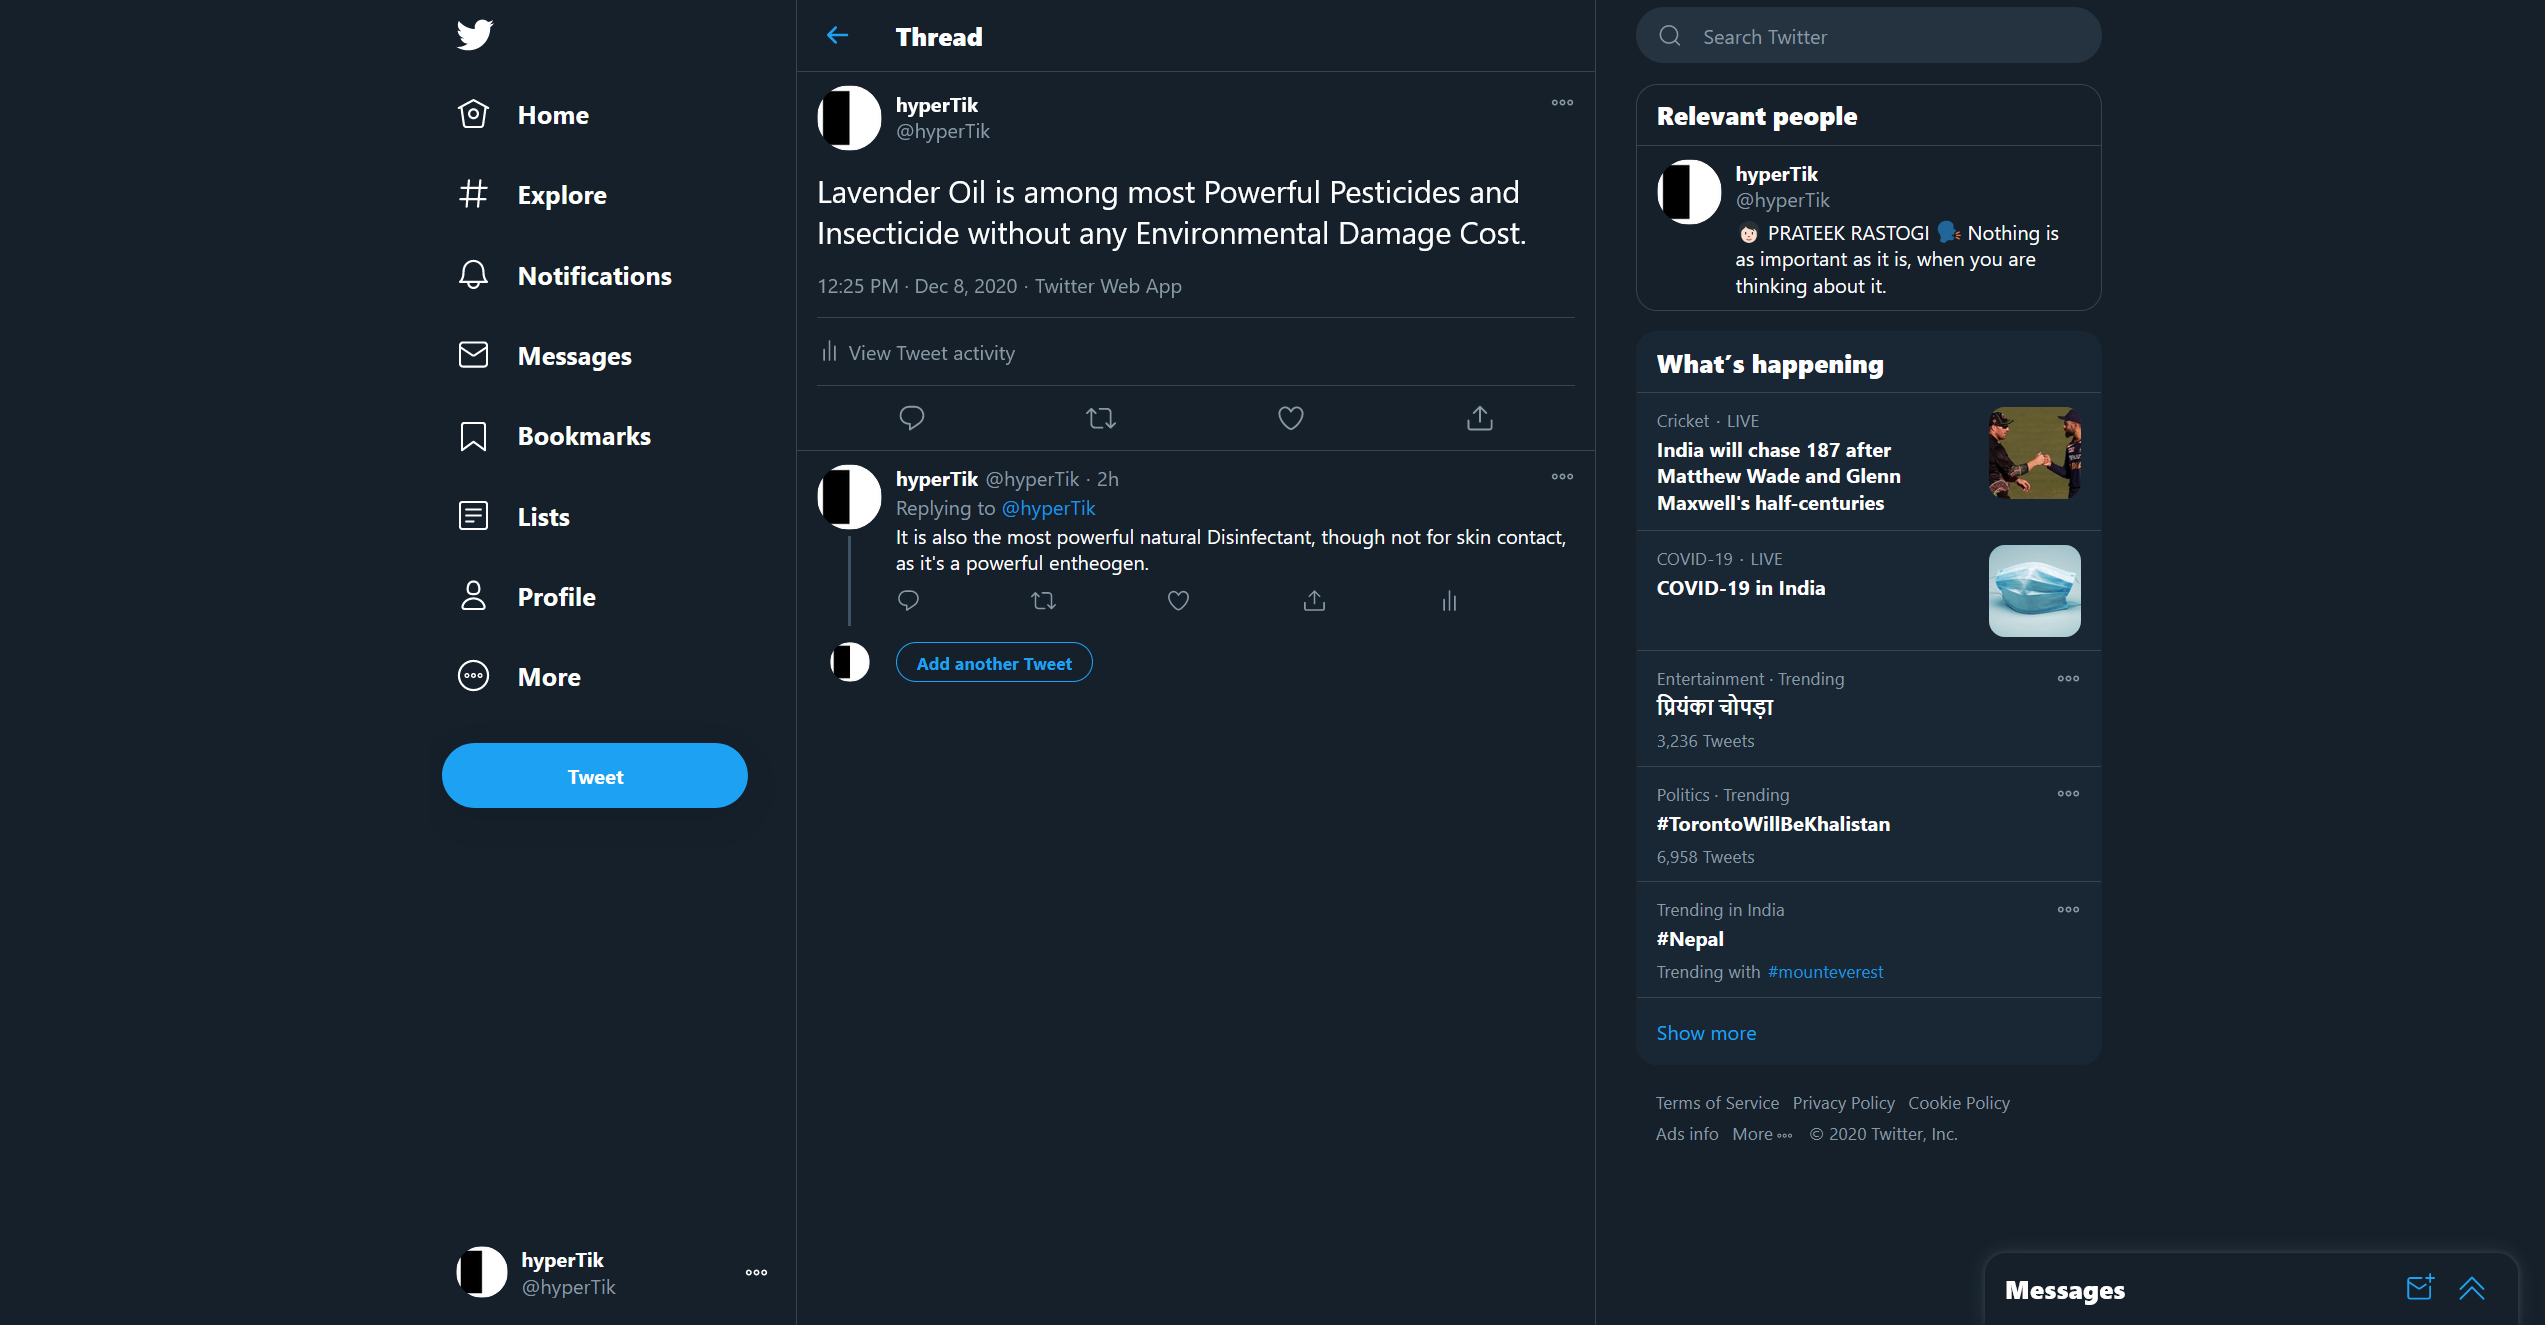 Home
Explore
Notifications
Messages
Bookmarks
Lists
Profile
More
Tweet
hyperTik
@hyperTik
Thread
hyperTik
@hyperTik
Lavender Oil is among most Powerful Pesticides and
Insecticide without any Environmental Damage Cost.
12:25 PM · Dec 8, 2020 · Twitter Web App
View Tweet activity
hyperTik @hyperTik · 2h
Replying to @hyperTik
It is also the most powerful natural Disinfectant, though not for skin contact,
as it's a powerful entheogen.
Add another Tweet
Search Twitter
Relevant people
hyperTik
@hyperTik
PRATEEK RASTOGI Nothing is
as important as it is, when you are
thinking about it.
What's happening
Cricket · LIVE
India will chase 187 after
Matthew Wade and Glenn
Maxwell's half-centuries
COVID-19 · LIVE
COVID-19 in India
Entertainment · Trending
प्रियंका चोपड़ा
3,236 Tweets
Politics · Trending
#TorontoWillBeKhalistan
6,958 Tweets
Trending in India
#Nepal
Trending with #mounteverest
Show more
Terms of Service Privacy Policy Cookie Policy
Ads info More © 2020 Twitter, Inc.
Messages